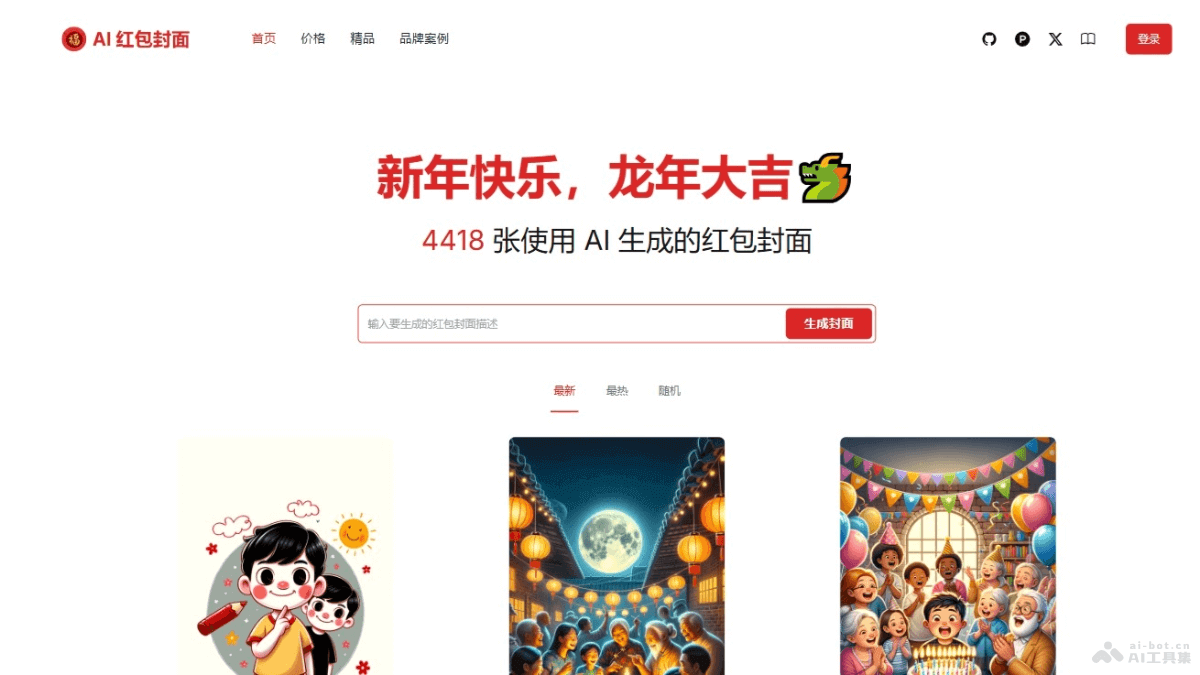 福 AI 红包封面 首页 价格 精品 品牌案例 登录
新年快乐，龙年大吉
4418 张使用 AI 生成的红包封面
输入要生成的红包封面描述 生成封面
最新 最热 随机
ai-bot.cn
AI工具集